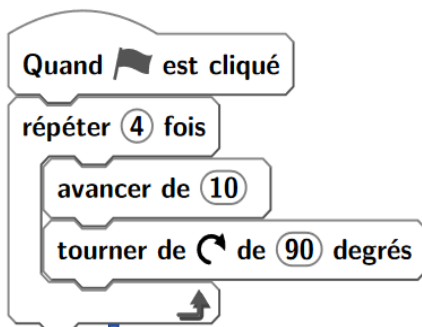 Quand est cliqué
répéter 4 fois
avancer de 10
tourner de de 90 degrés